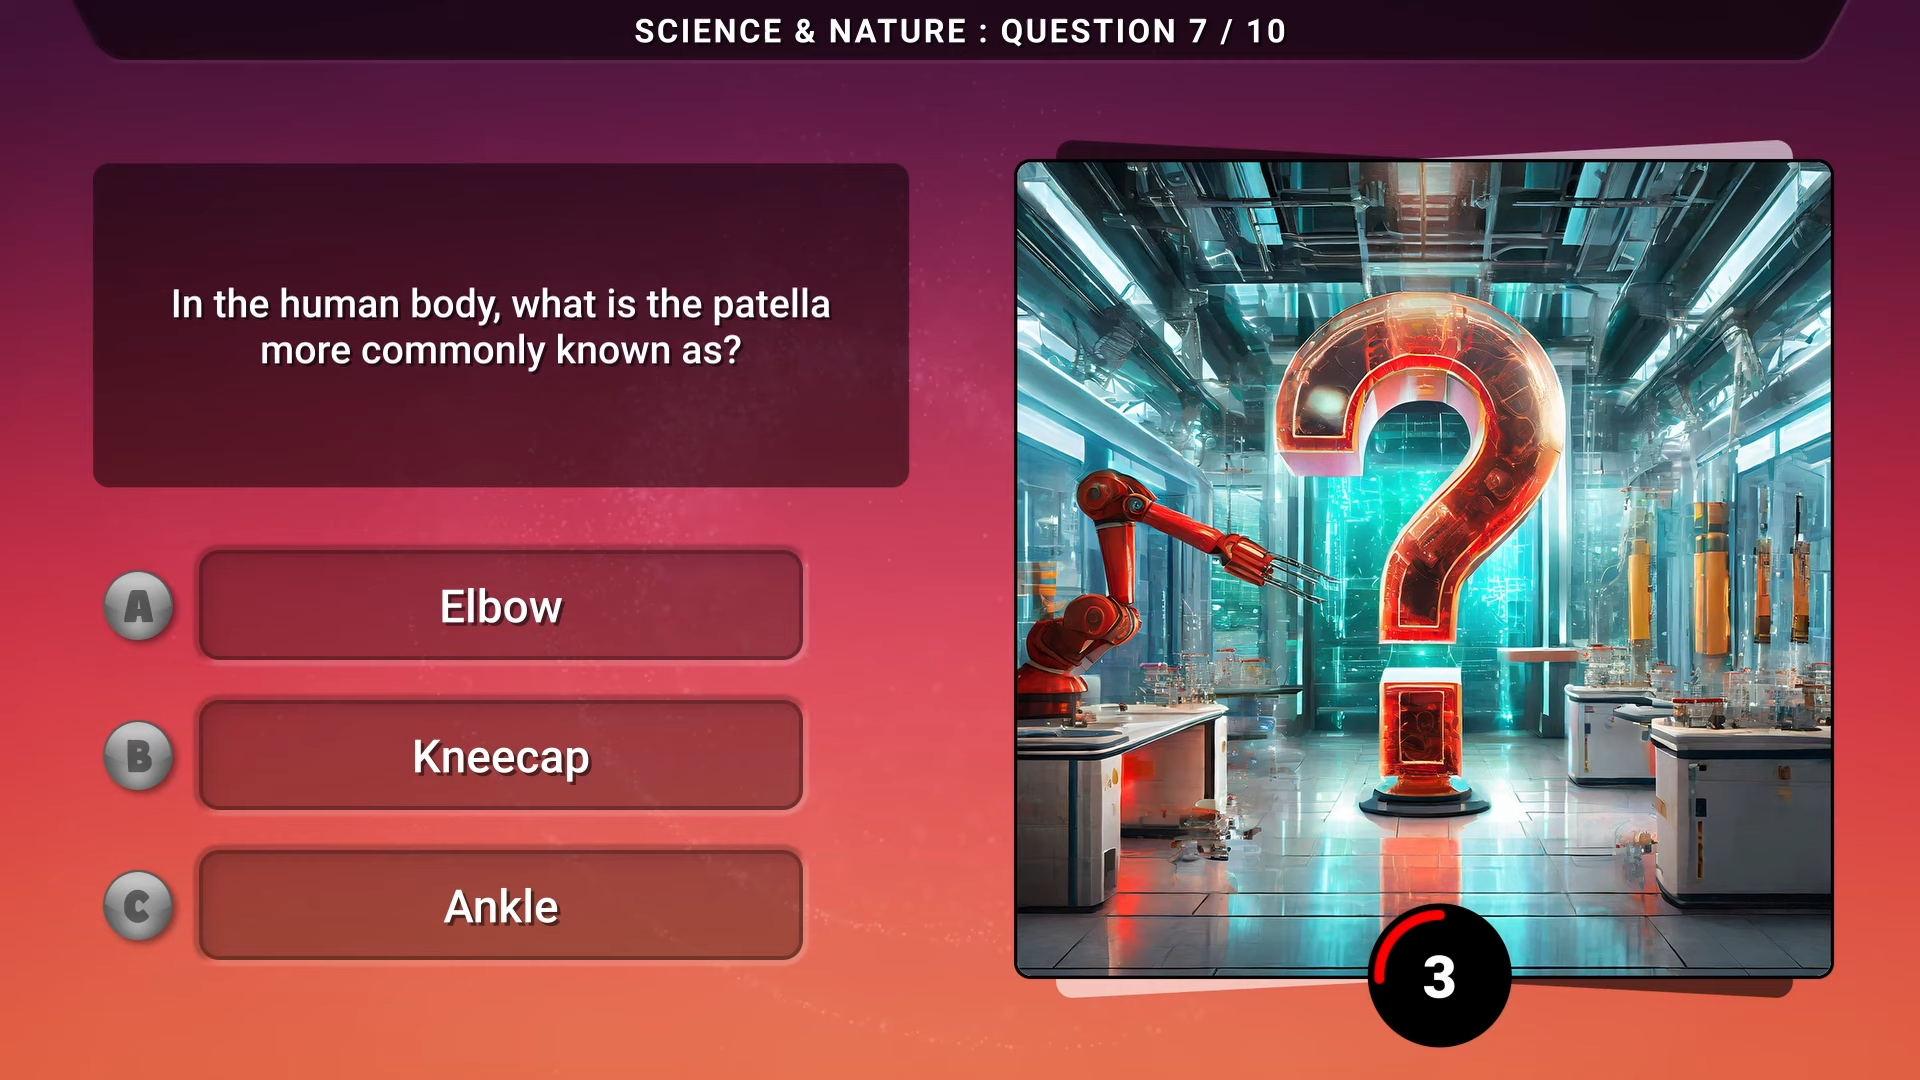 SCIENCE & NATURE : QUESTION 7 / 10
In the human body, what is the patella
more commonly known as?
A
Elbow
B
Kneecap
C
Ankle
3